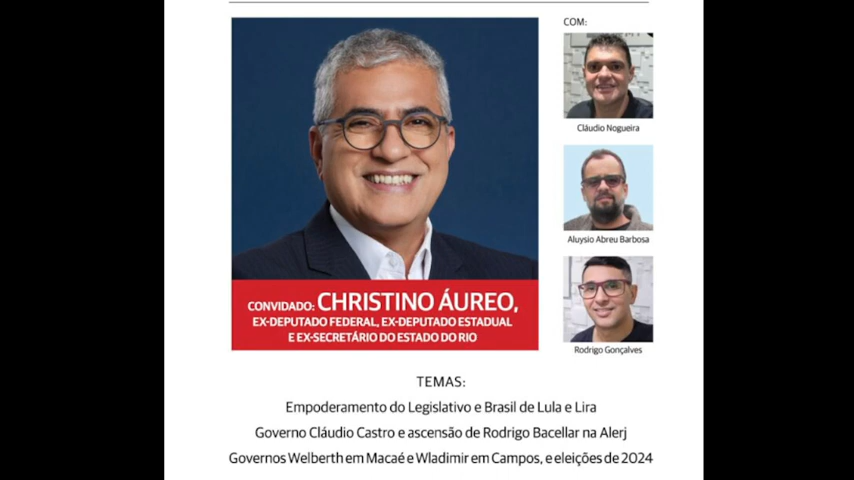 COM:
Cláudio Nogueira
Aluysio Abreu Barbosa
Rodrigo Gonçalves
CONVIDADO: CHRISTINO ÁUREO,
EX-DEPUTADO FEDERAL, EX-DEPUTADO ESTADUAL
E EX-SECRETÁRIO DO ESTADO DO RIO
TEMAS:
Empoderamento do Legislativo e Brasil de Lula e Lira
Governo Cláudio Castro e ascensão de Rodrigo Bacellar na Alerj
Governos Welberth em Macaé e Wladimir em Campos, e eleições de 2024